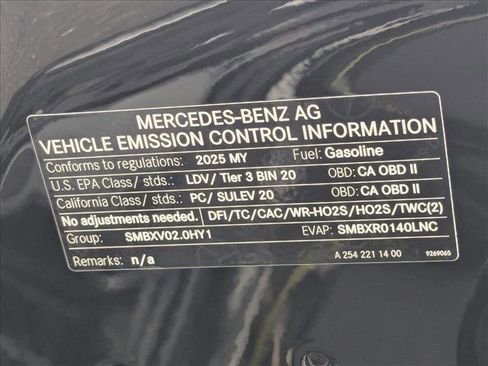 MERCEDES-BENZ AG
VEHICLE EMISSION CONTROL INFORMATION
Conforms to regulations: 2025 MY Fuel: Gasoline
U.S. EPA Class/ stds.: LDV/ Tier 3 BIN 20 OBD: CA OBD II
California Class/ stds.: PC/ SULEV 20 OBD: CA OBD II
No adjustments needed. DFI/TC/CAC/WR-HO2S/HO2S/TWC(2)
Group: SMBXV02.0HY1 EVAP: SMBXR0140LNC
Remarks: n/a A 254 221 14 00 9269065